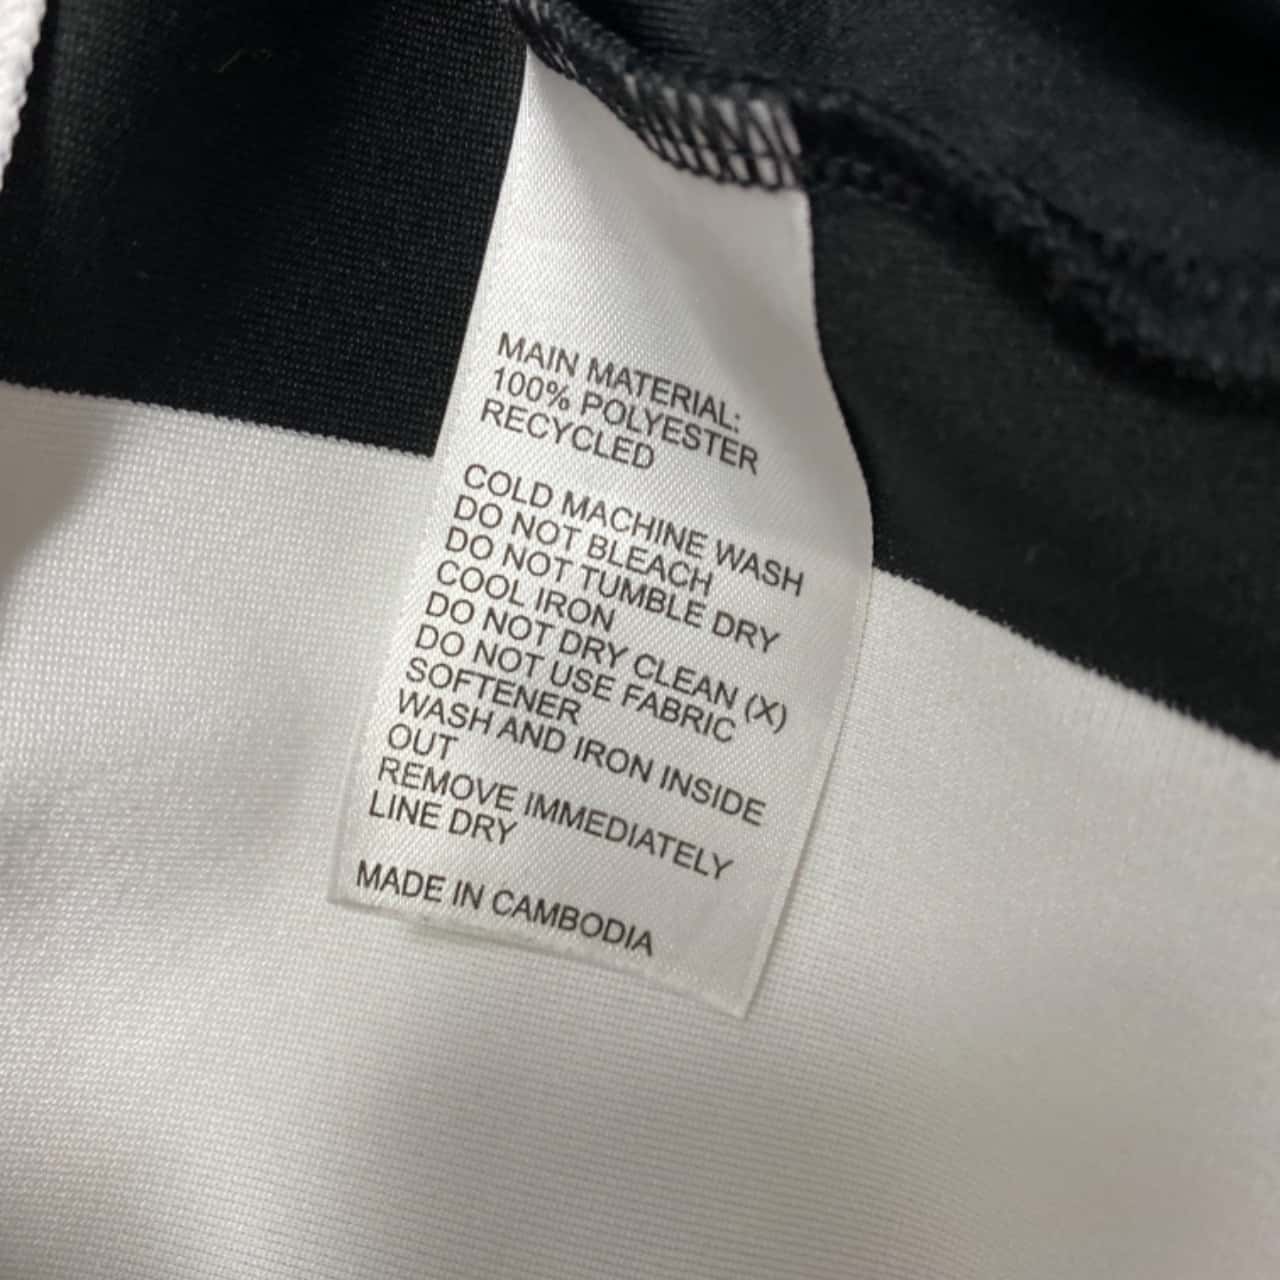 MAIN MATERIAL:
100% POLYESTER
RECYCLED
COLD MACHINE WASH
DO NOT BLEACH
DO NOT TUMBLE DRY
COOL IRON
DO NOT DRY CLEAN (X)
DO NOT USE FABRIC
SOFTENER
WASH AND IRON INSIDE
OUT
REMOVE IMMEDIATELY
LINE DRY
MADE IN CAMBODIA